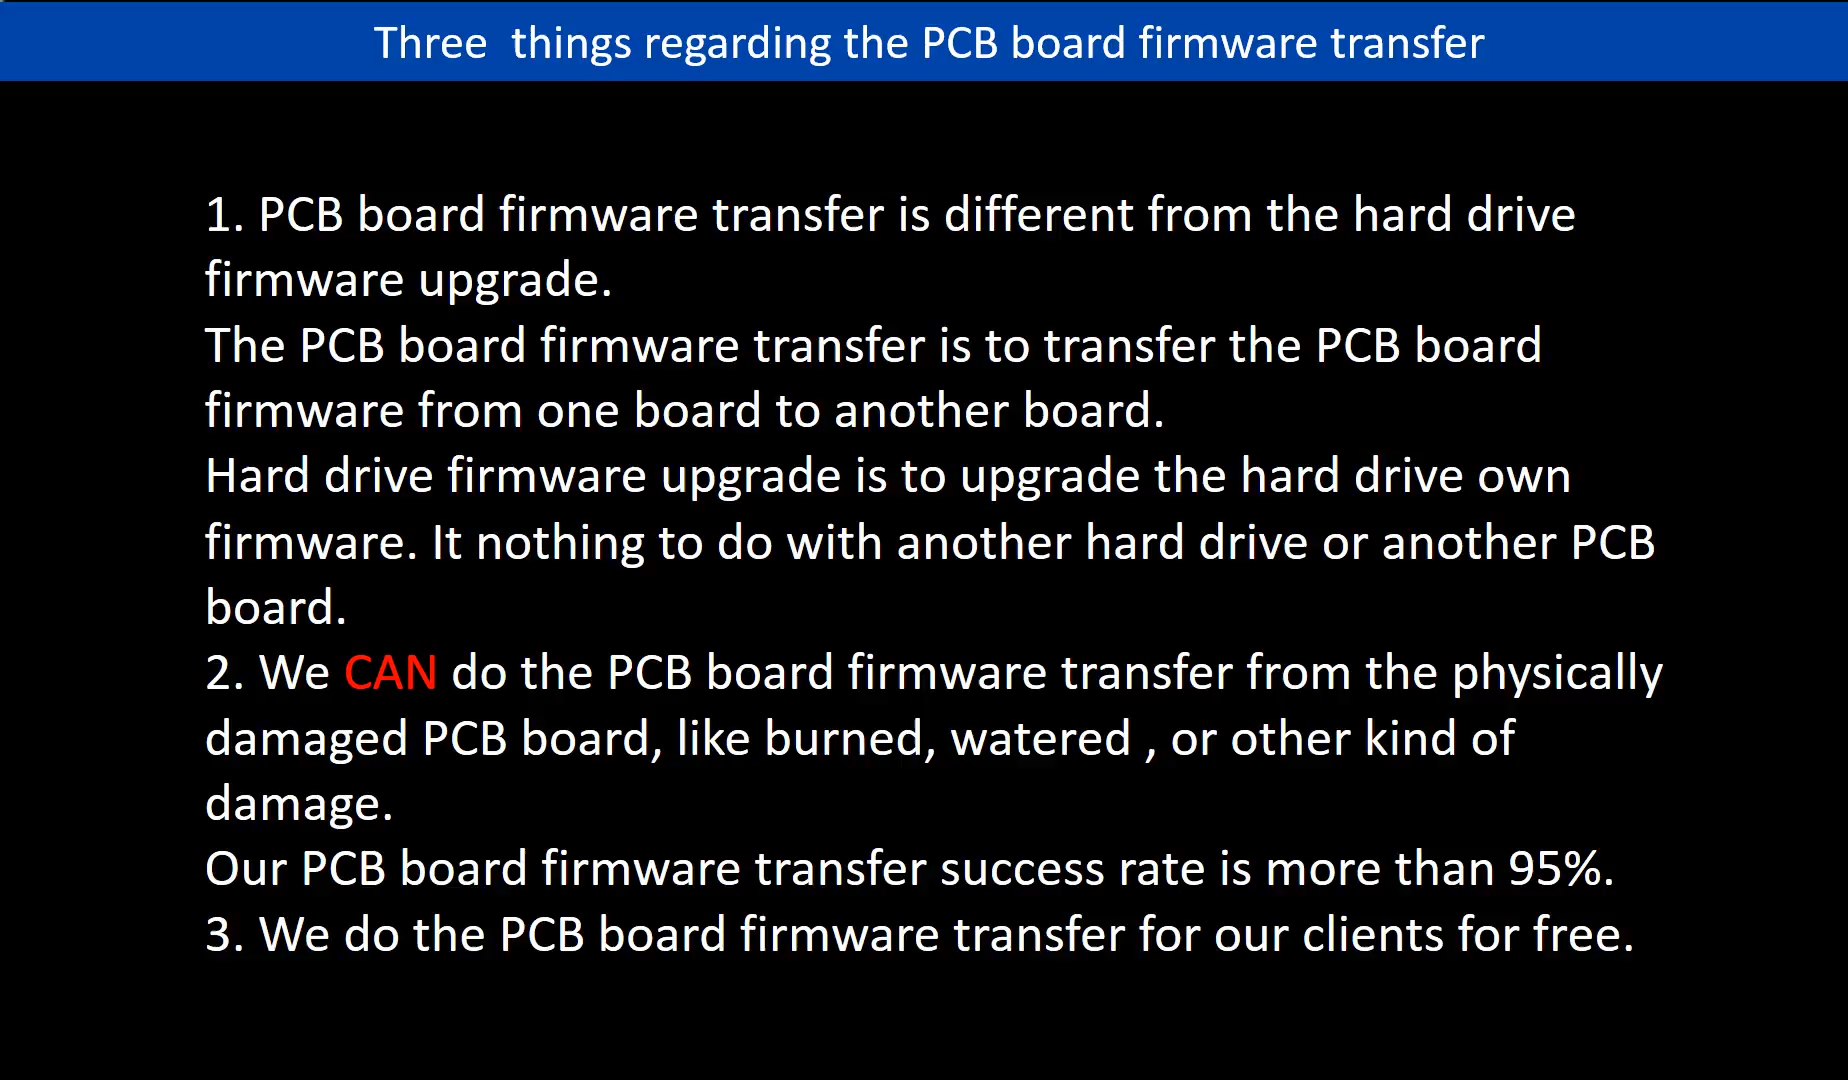 Three  things regarding the PCB board firmware transfer
1. PCB board firmware transfer is different from the hard drive
firmware upgrade.
The PCB board firmware transfer is to transfer the PCB board
firmware from one board to another board.
Hard drive firmware upgrade is to upgrade the hard drive own
firmware. It nothing to do with another hard drive or another PCB
board.
2. We CAN do the PCB board firmware transfer from the physically
damaged PCB board, like burned, watered , or other kind of
damage.
Our PCB board firmware transfer success rate is more than 95%.
3. We do the PCB board firmware transfer for our clients for free.